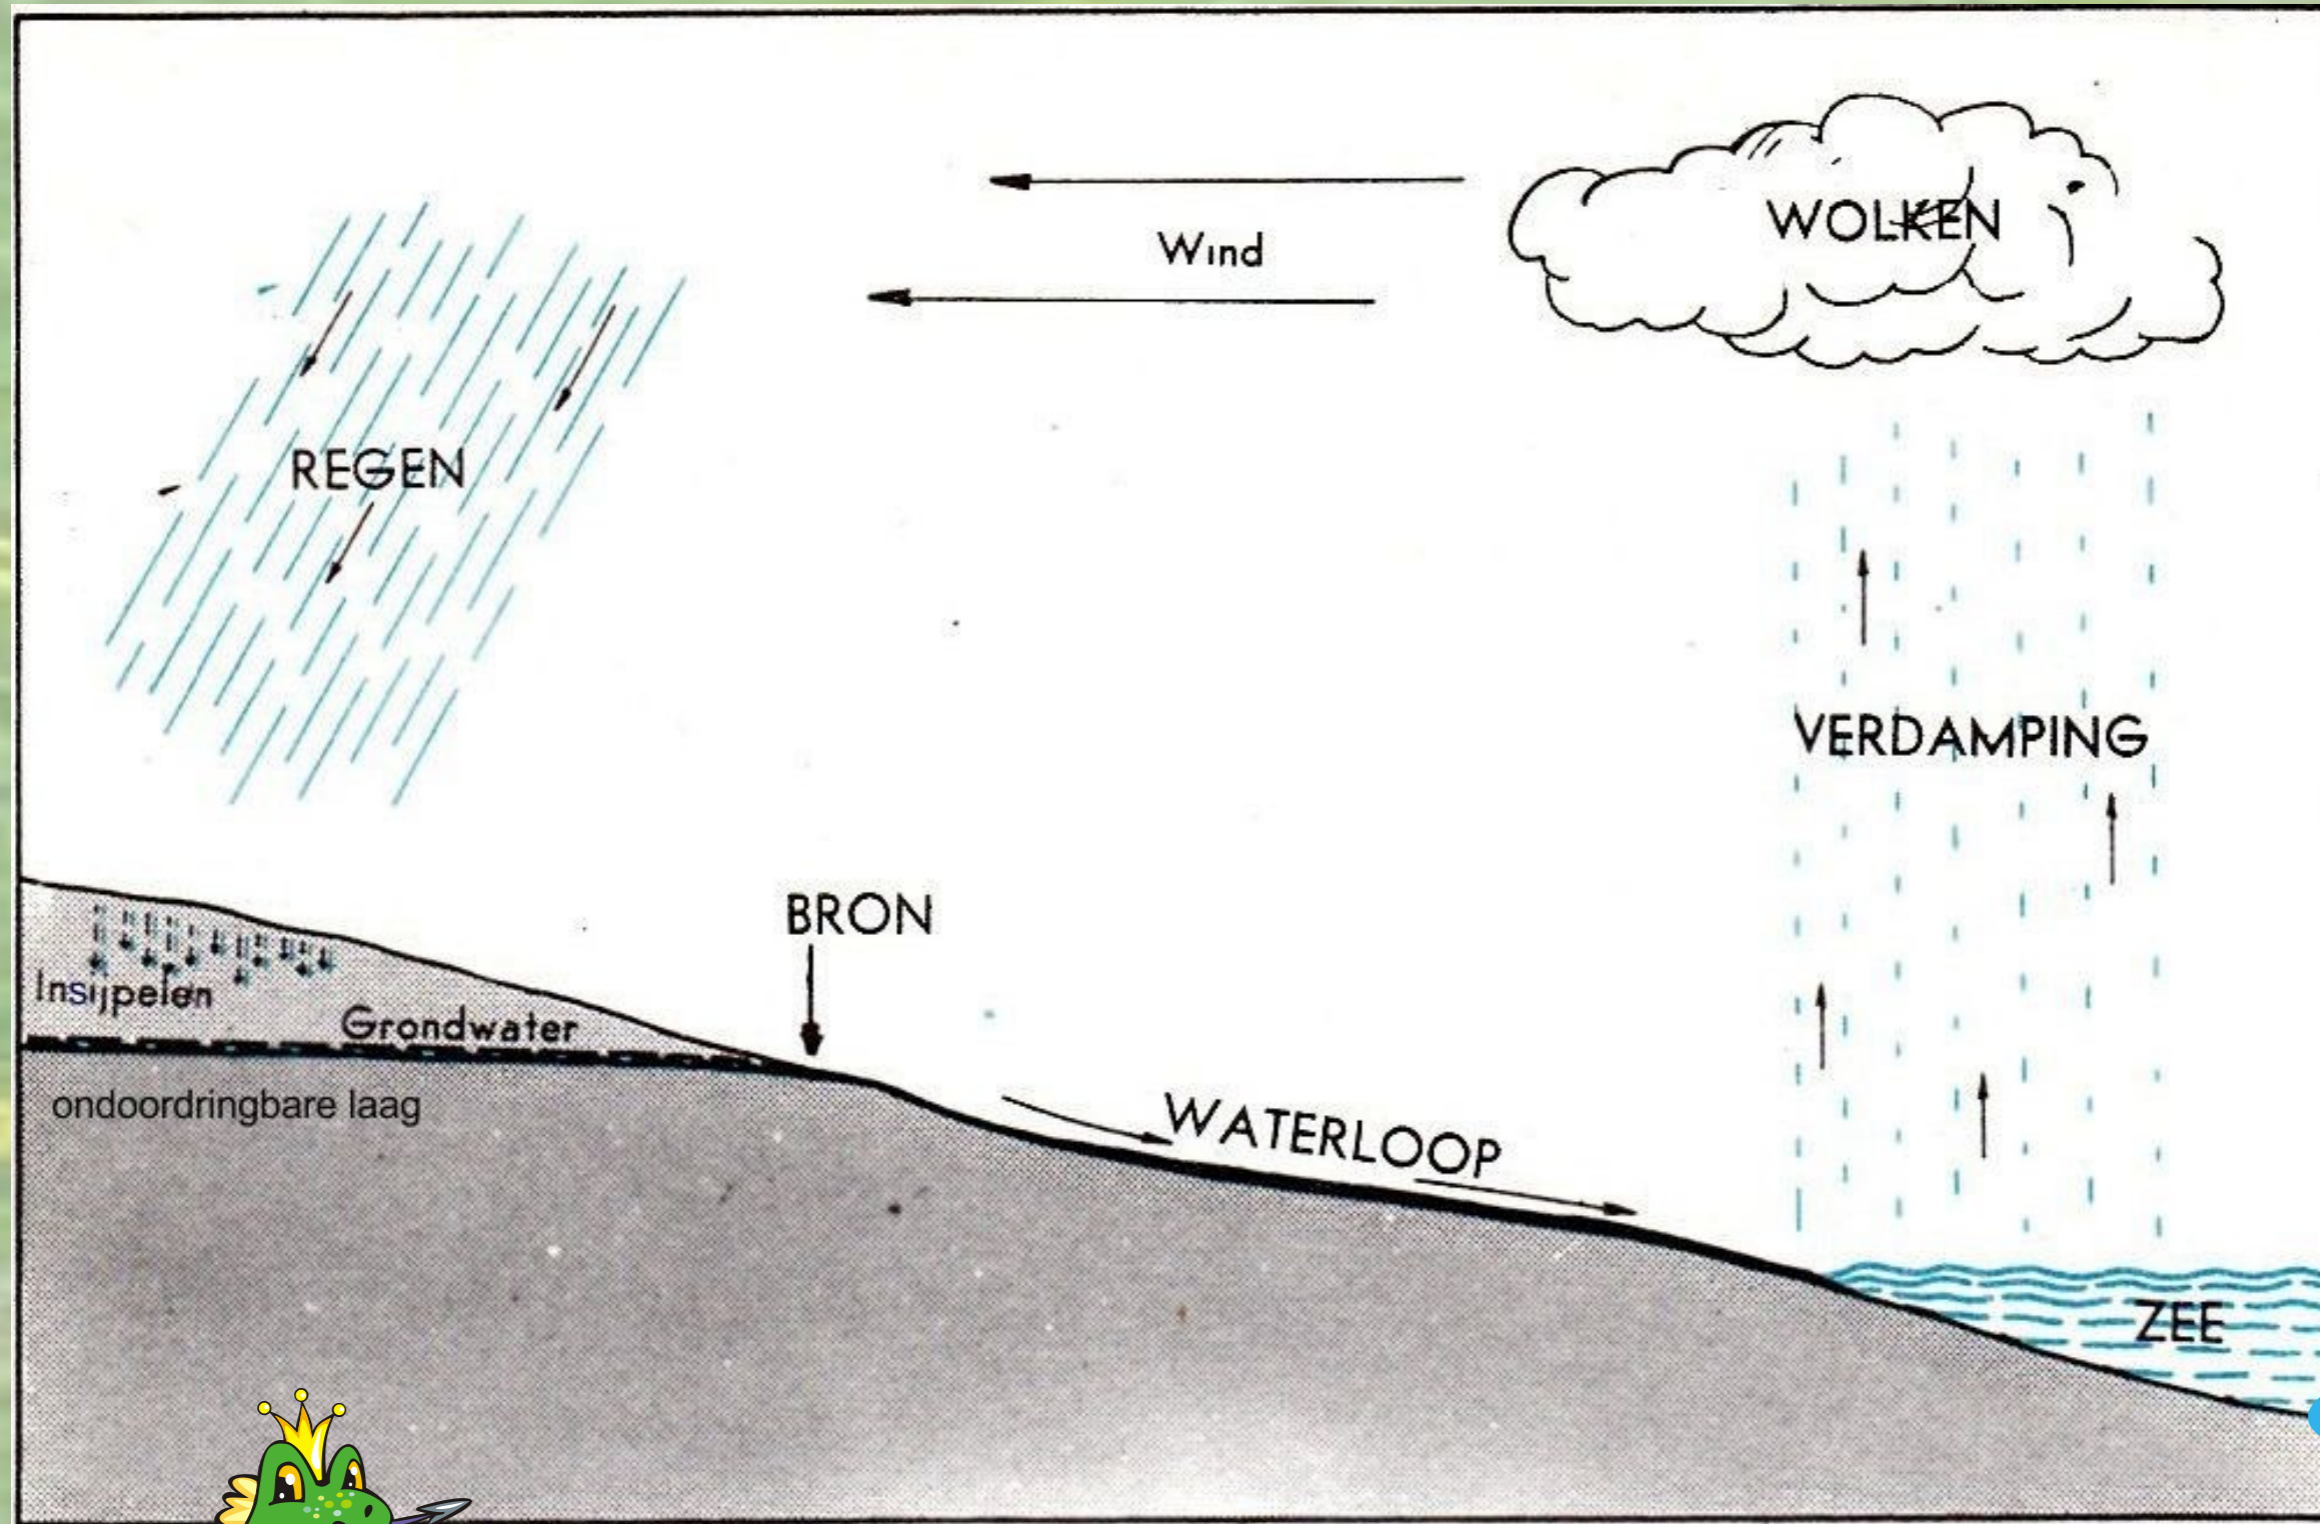 WOLKEN
Wind
REGEN
VERDAMPING
BRON
Insijpelen
Grondwater
ondoordringbare laag
WATERLOOP
ZEE